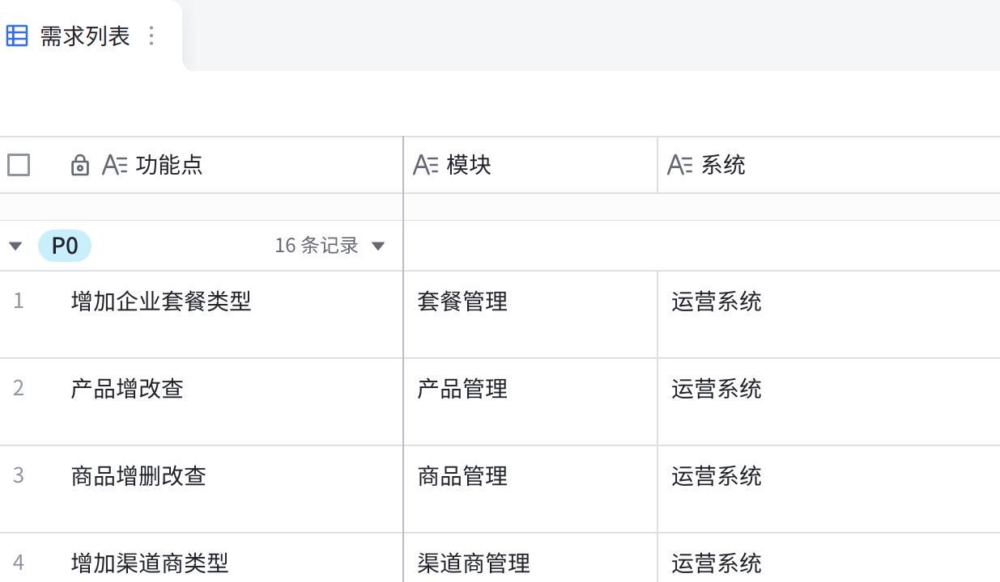 需求列表
功能点 模块 系统
P0 16 条记录
1 增加企业套餐类型 套餐管理 运营系统
2 产品增改查 产品管理 运营系统
3 商品增删改查 商品管理 运营系统
4 增加渠道商类型 渠道商管理 运营系统